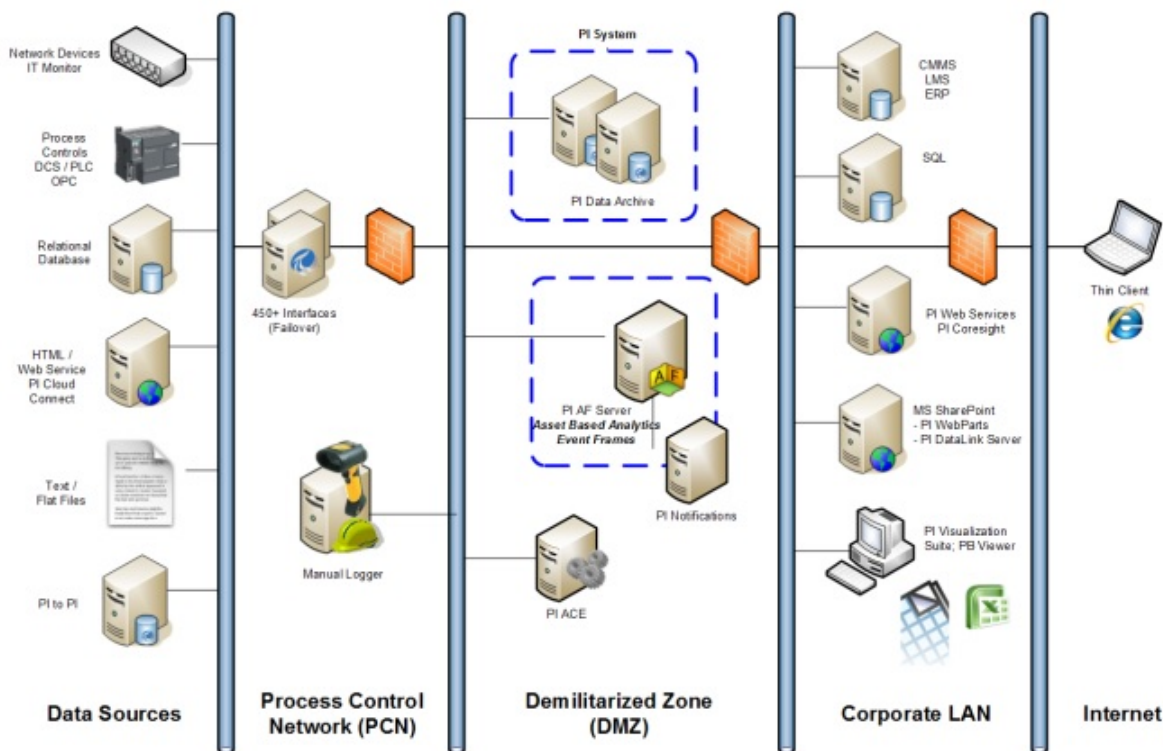 Network Devices
IT Monitor
Process
Controls
DCS / PLC
OPC
Relational
Database
HTML /
Web Service
PI Cloud
Connect
Text /
Flat Files
PI to PI
Data Sources
450+ Interfaces
(Failover)
Manual Logger
Process Control
Network (PCN)
PI System
PI Data Archive
A F
PI AF Server
Asset Based Analytics
Event Frames
PI Notifications
PI ACE
Demilitarized Zone
(DMZ)
CMMS
LMS
ERP
SQL
PI Web Services
PI Coresight
MS SharePoint
- PI WebParts
- PI DataLink Server
PI Visualization
Suite; PB Viewer
Corporate LAN
Thin Client
Internet